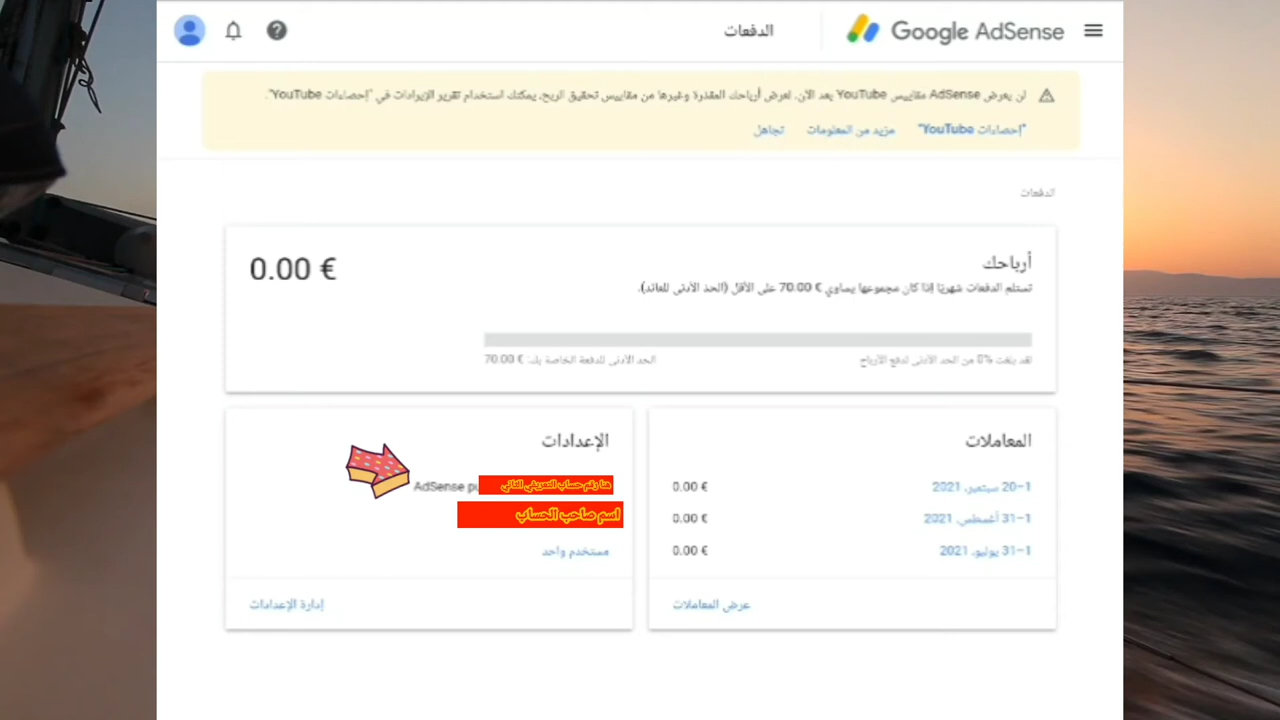 Google AdSense
الدفعات
لن يعرض AdSense مقاييس YouTube بعد الآن. لعرض أرباحك المقدرة وغيرها من مقاييس تحقيق الربح، يمكنك استخدام تقرير الإيرادات في "إحصاءات YouTube".
"إحصاءات YouTube" مزيد من المعلومات تجاهل
الدفعات
أرباحك
0.00 €
تستلم الدفعات شهريًا إذا كان مجموعها يساوي € 70.00 على الأقل (الحد الأدنى للعائد).
لقد بلغت 0% من الحد الأدنى لدفع الأرباح
الحد الأدنى للدفعة الخاصة بك: € 70.00
المعاملات
1–20 سبتمبر، 2021 0.00 €
1–31 أغسطس، 2021 0.00 €
1–31 يوليو، 2021 0.00 €
عرض المعاملات
الإعدادات
AdSense pu هنا رقم حساب التعريفي الثاني
اسم صاحب الحساب
مستخدم واحد
إدارة الإعدادات